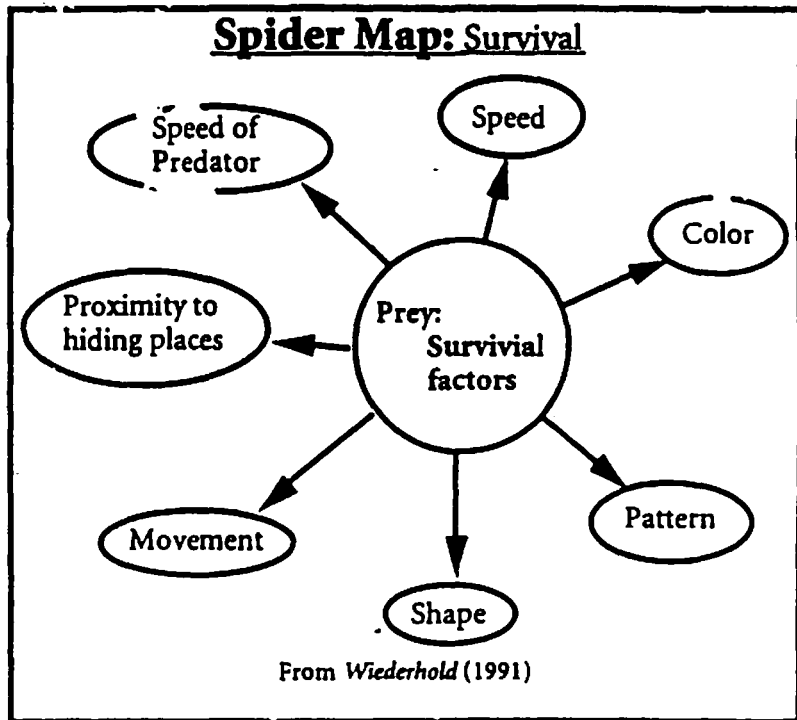 Spider Map: Survival
Speed of
Predator
Speed
Color
Proximity to
hiding places
Prey:
Survivial
factors
Movement
Pattern
Shape
From Wiederhold (1991)